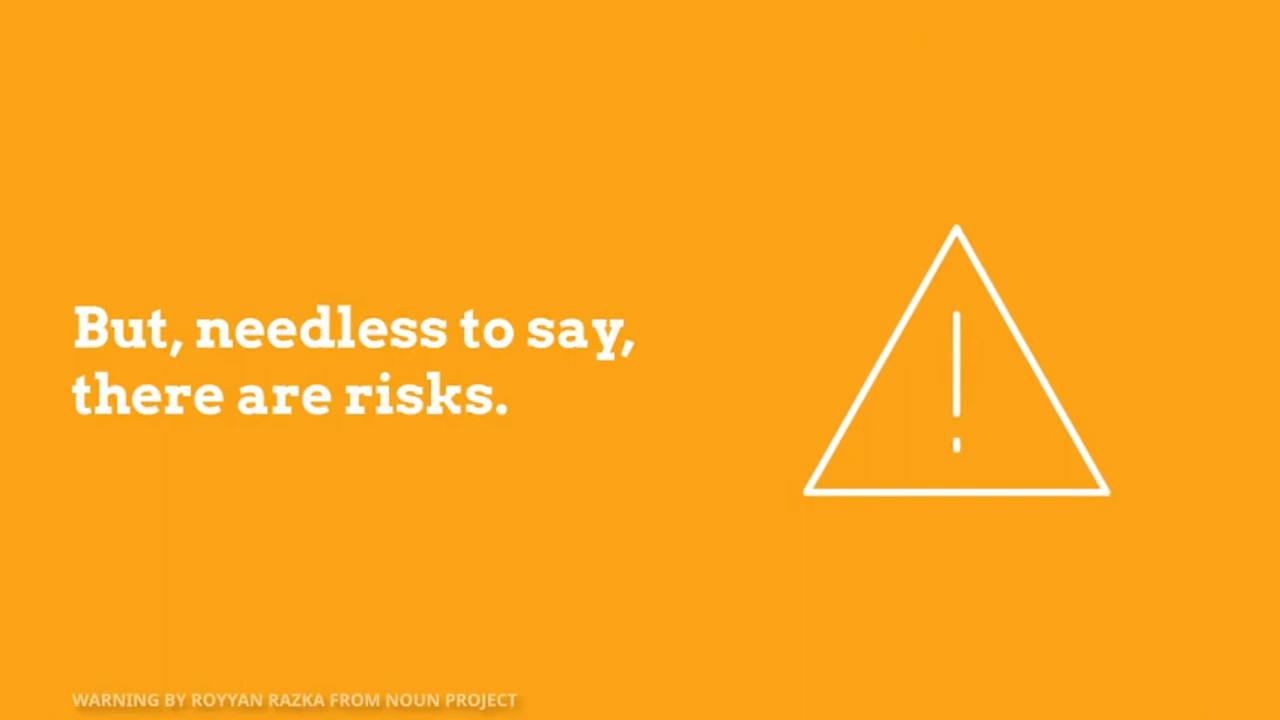 But, needless to say,
there are risks.
WARNING BY ROYYAN RAZKA FROM NOUN PROJECT